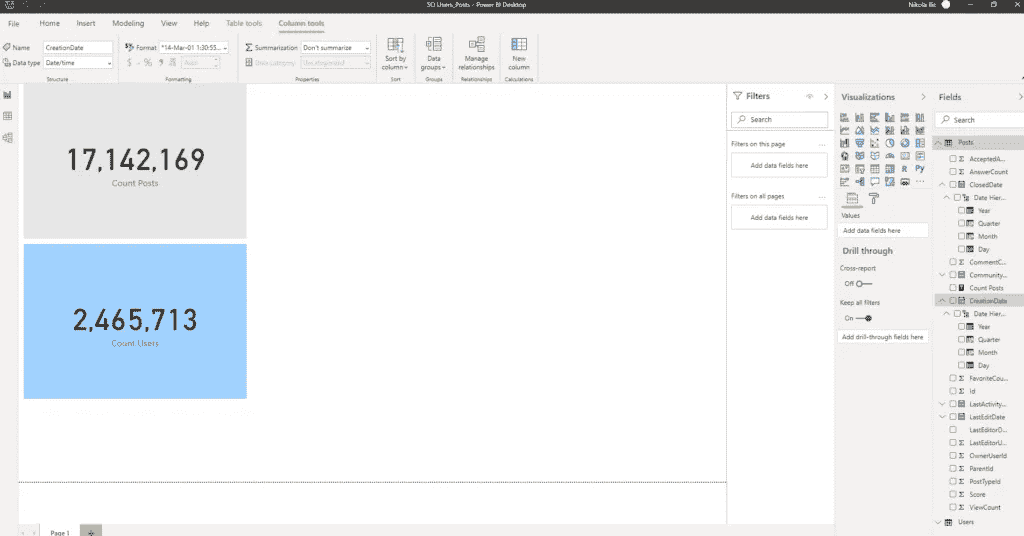 SO Users_Posts - Power BI Desktop
Nikola Ilic
File
Home
Insert
Modeling
View
Help
Table tools
Column tools
Name
CreationDate
Data type
Date/time
Structure
Format
*14-Mar-01 1:30:55...
$
%
Auto
Formatting
Summarization
Don't summarize
Data Category
Uncategorized
Properties
Sort by
column
Sort
Data
groups
Groups
Manage
relationships
Relationships
New
column
Calculations
17,142,169
Count Posts
2,465,713
Count Users
Filters
Search
Filters on this page
...
Add data fields here
Filters on all pages
...
Add data fields here
Visualizations
R
Py
...
Values
Add data fields here
Drill through
Cross-report
Off
Keep all filters
On
Add drill-through fields here
Fields
Search
Posts
AcceptedA...
AnswerCount
ClosedDate
Date Hier...
Year
Quarter
Month
Day
CommentC...
Community...
Count Posts
CreationDate
Date Hier...
Year
Quarter
Month
Day
FavoriteCou...
Id
LastActivity...
LastEditDate
LastEditorD...
LastEditorU...
OwnerUserId
ParentId
PostTypeId
Score
ViewCount
Users
Page 1
+